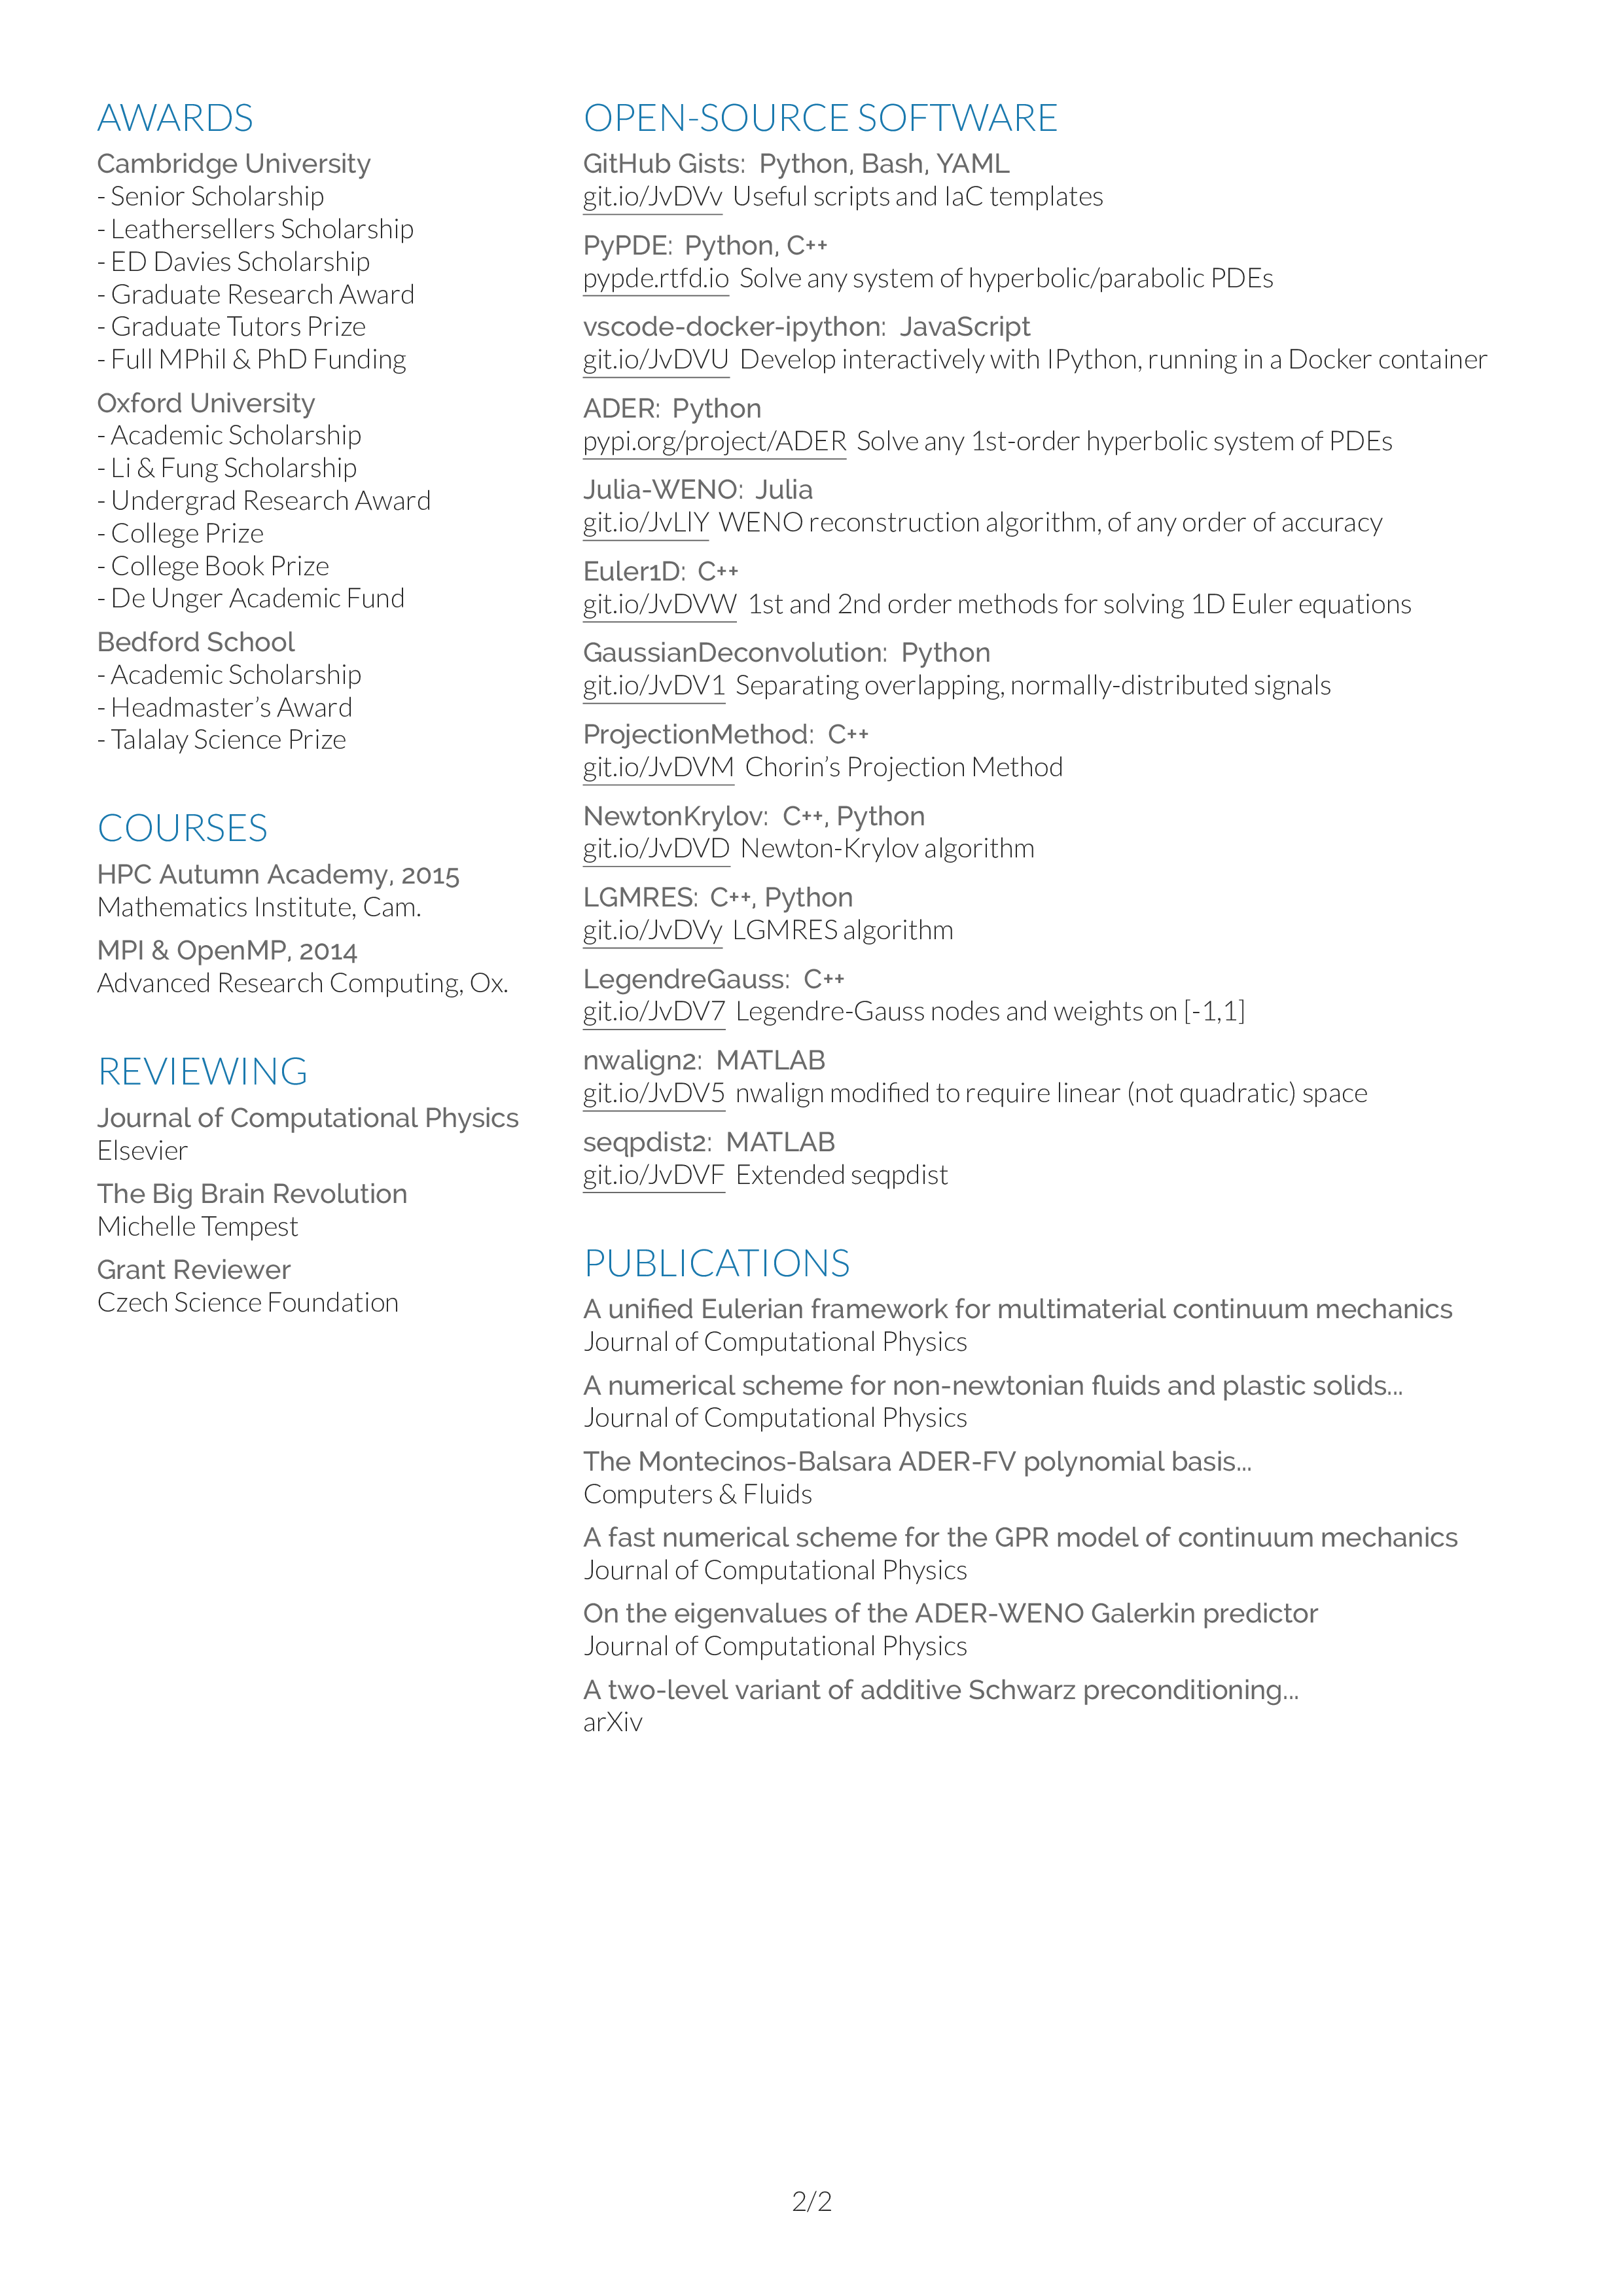 AWARDS
Cambridge University
- Senior Scholarship
- Leathersellers Scholarship
- ED Davies Scholarship
- Graduate Research Award
- Graduate Tutors Prize
- Full MPhil & PhD Funding
Oxford University
- Academic Scholarship
- Li & Fung Scholarship
- Undergrad Research Award
- College Prize
- College Book Prize
- De Unger Academic Fund
Bedford School
- Academic Scholarship
- Headmaster’s Award
- Talalay Science Prize
COURSES
HPC Autumn Academy, 2015
Mathematics Institute, Cam.
MPI & OpenMP, 2014
Advanced Research Computing, Ox.
REVIEWING
Journal of Computational Physics
Elsevier
The Big Brain Revolution
Michelle Tempest
Grant Reviewer
Czech Science Foundation
OPEN-SOURCE SOFTWARE
GitHub Gists: Python, Bash, YAML
git.io/JvDVv Useful scripts and IaC templates
PyPDE: Python, C++
pypde.rtfd.io Solve any system of hyperbolic/parabolic PDEs
vscode-docker-ipython: JavaScript
git.io/JvDVU Develop interactively with IPython, running in a Docker container
ADER: Python
pypi.org/project/ADER Solve any 1st-order hyperbolic system of PDEs
Julia-WENO: Julia
git.io/JvLlY WENO reconstruction algorithm, of any order of accuracy
Euler1D: C++
git.io/JvDVW 1st and 2nd order methods for solving 1D Euler equations
GaussianDeconvolution: Python
git.io/JvDV1 Separating overlapping, normally-distributed signals
ProjectionMethod: C++
git.io/JvDVM Chorin’s Projection Method
NewtonKrylov: C++, Python
git.io/JvDVD Newton-Krylov algorithm
LGMRES: C++, Python
git.io/JvDVy LGMRES algorithm
LegendreGauss: C++
git.io/JvDV7 Legendre-Gauss nodes and weights on [-1,1]
nwalign2: MATLAB
git.io/JvDV5 nwalign modified to require linear (not quadratic) space
seqpdist2: MATLAB
git.io/JvDVF Extended seqpdist
PUBLICATIONS
A unified Eulerian framework for multimaterial continuum mechanics
Journal of Computational Physics
A numerical scheme for non-newtonian fluids and plastic solids...
Journal of Computational Physics
The Montecinos-Balsara ADER-FV polynomial basis...
Computers & Fluids
A fast numerical scheme for the GPR model of continuum mechanics
Journal of Computational Physics
On the eigenvalues of the ADER-WENO Galerkin predictor
Journal of Computational Physics
A two-level variant of additive Schwarz preconditioning...
arXiv
2/2